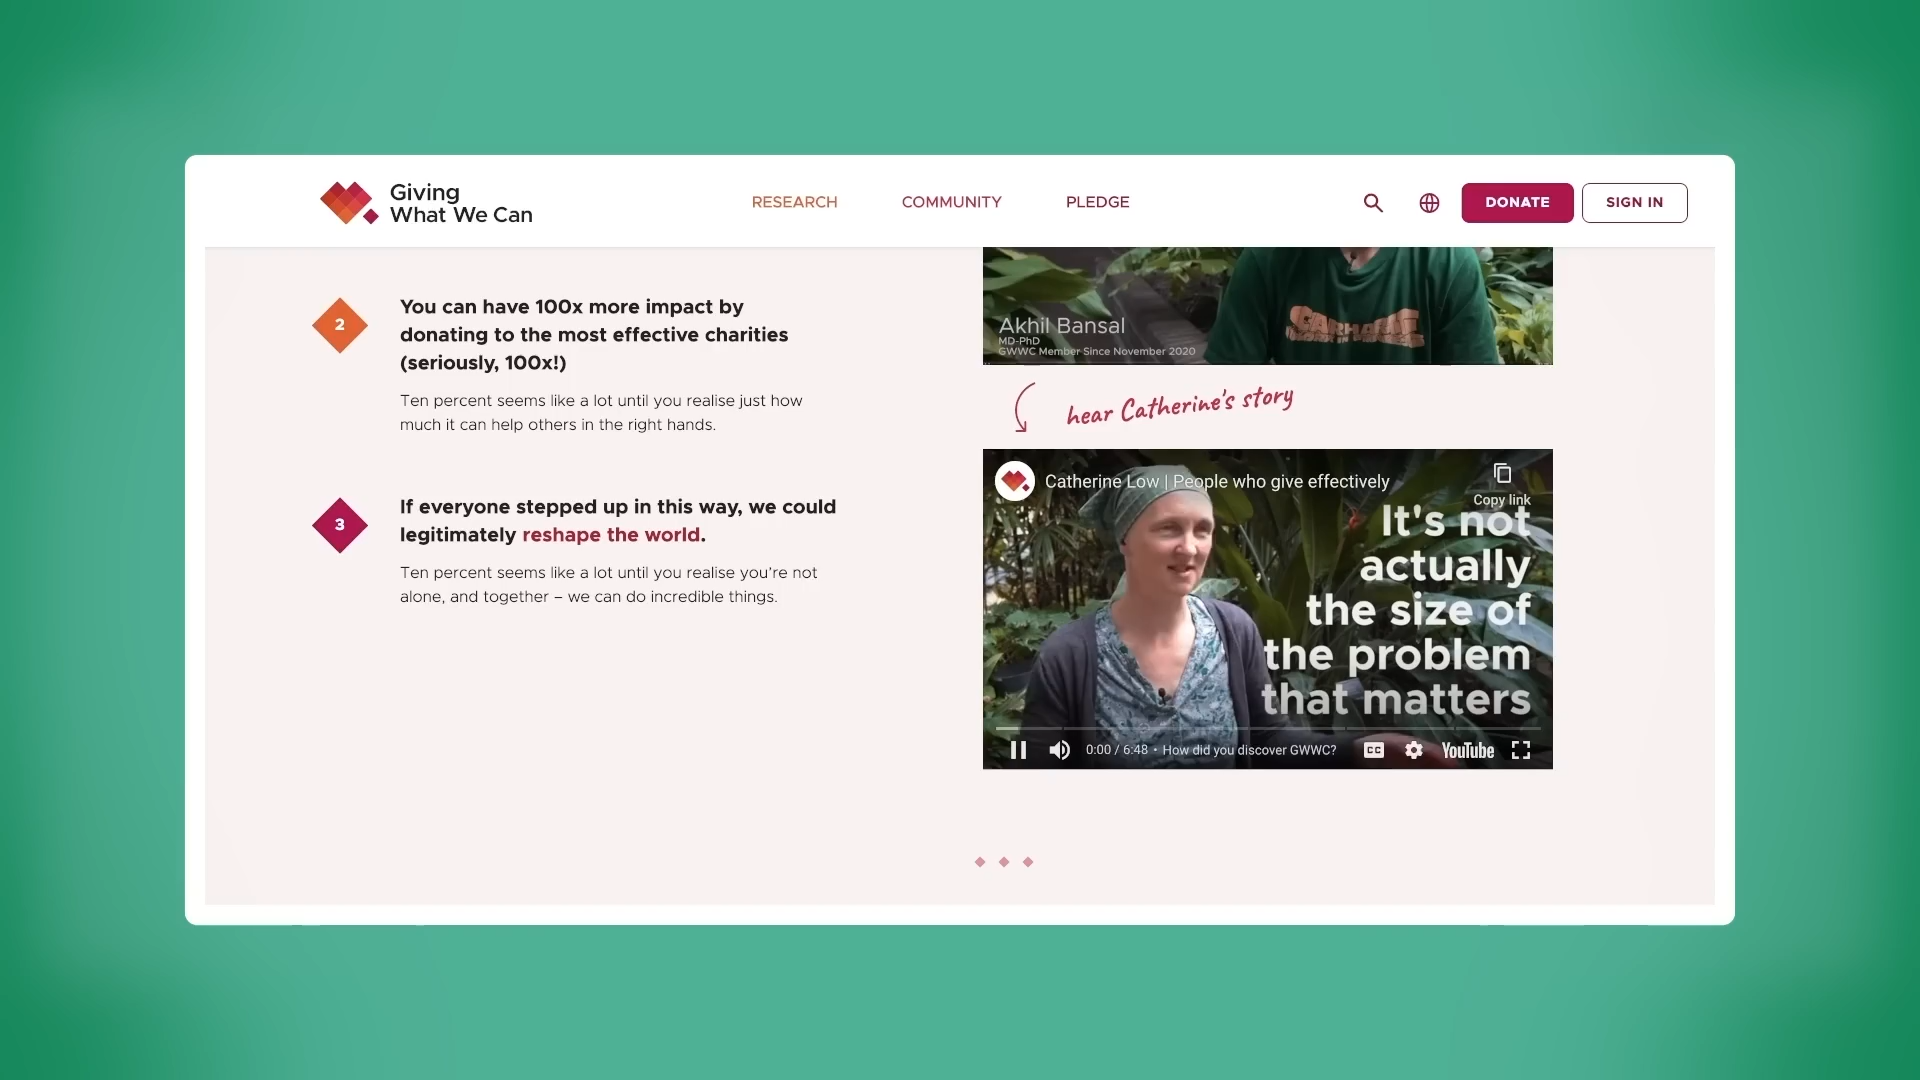 Giving
What We Can
RESEARCH
COMMUNITY
PLEDGE
DONATE
SIGN IN
2
You can have 100x more impact by
donating to the most effective charities
(seriously, 100x!)
Ten percent seems like a lot until you realise just how
much it can help others in the right hands.
3
If everyone stepped up in this way, we could
legitimately reshape the world.
Ten percent seems like a lot until you realise you're not
alone, and together – we can do incredible things.
CARHARTT
Akhil Bansal
MD-PhD
GWWC Member Since November 2020
hear Catherine's story
Catherine Low | People who give effectively
Copy link
It's not
actually
the size of
the problem
that matters
0:00 / 6:48 • How did you discover GWWC?
CC
YouTube